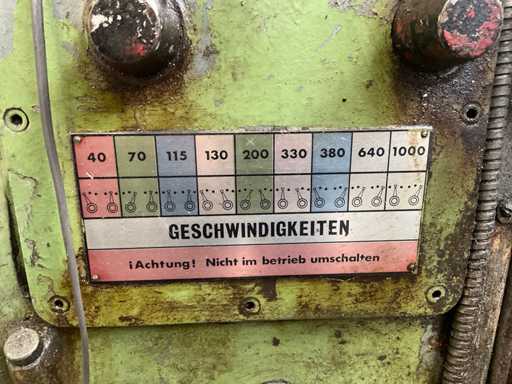 40 70 115 130 200 330 380 640 1000
GESCHWINDIGKEITEN
¡Achtung! Nicht im betrieb umschalten